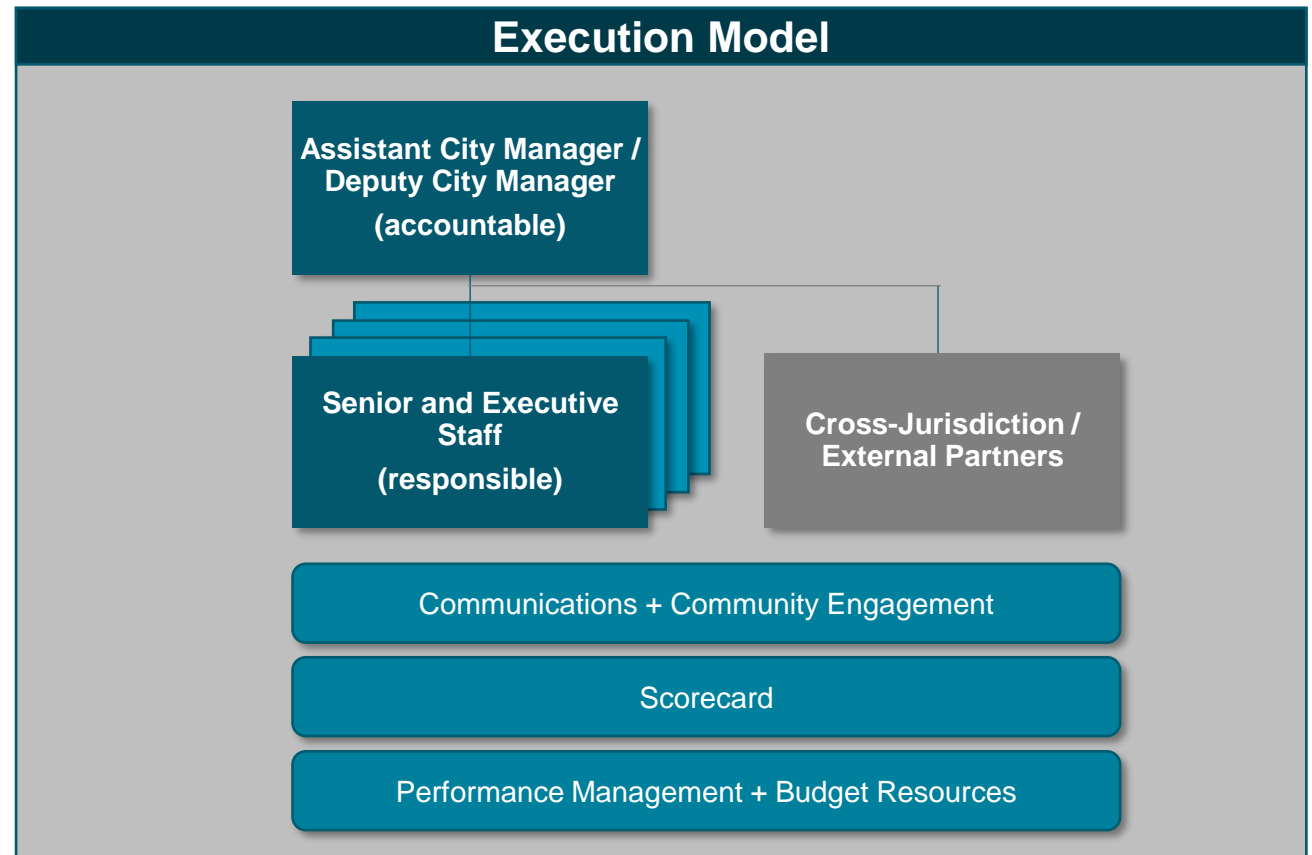 Execution Model
Assistant City Manager /
Deputy City Manager
(accountable)
Senior and Executive
Staff
(responsible)
Cross-Jurisdiction /
External Partners
Communications + Community Engagement
Scorecard
Performance Management + Budget Resources